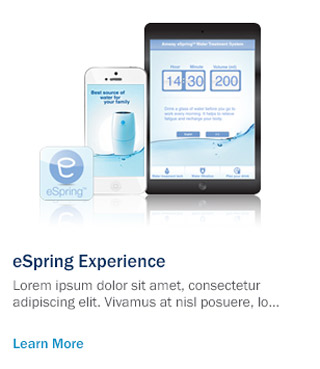 Amway eSpring™ Water Treatment System
Hour Minute Volume (ml)
14:30 200
Best source of
water for
your family
Drink a glass of water before you go to
work every morning. It helps to relieve
fatigue and recharge your body.
eSpring™
eSpring Experience
Lorem ipsum dolor sit amet, consectetur
adipiscing elit. Vivamus at nisl posuere, lo...
Learn More